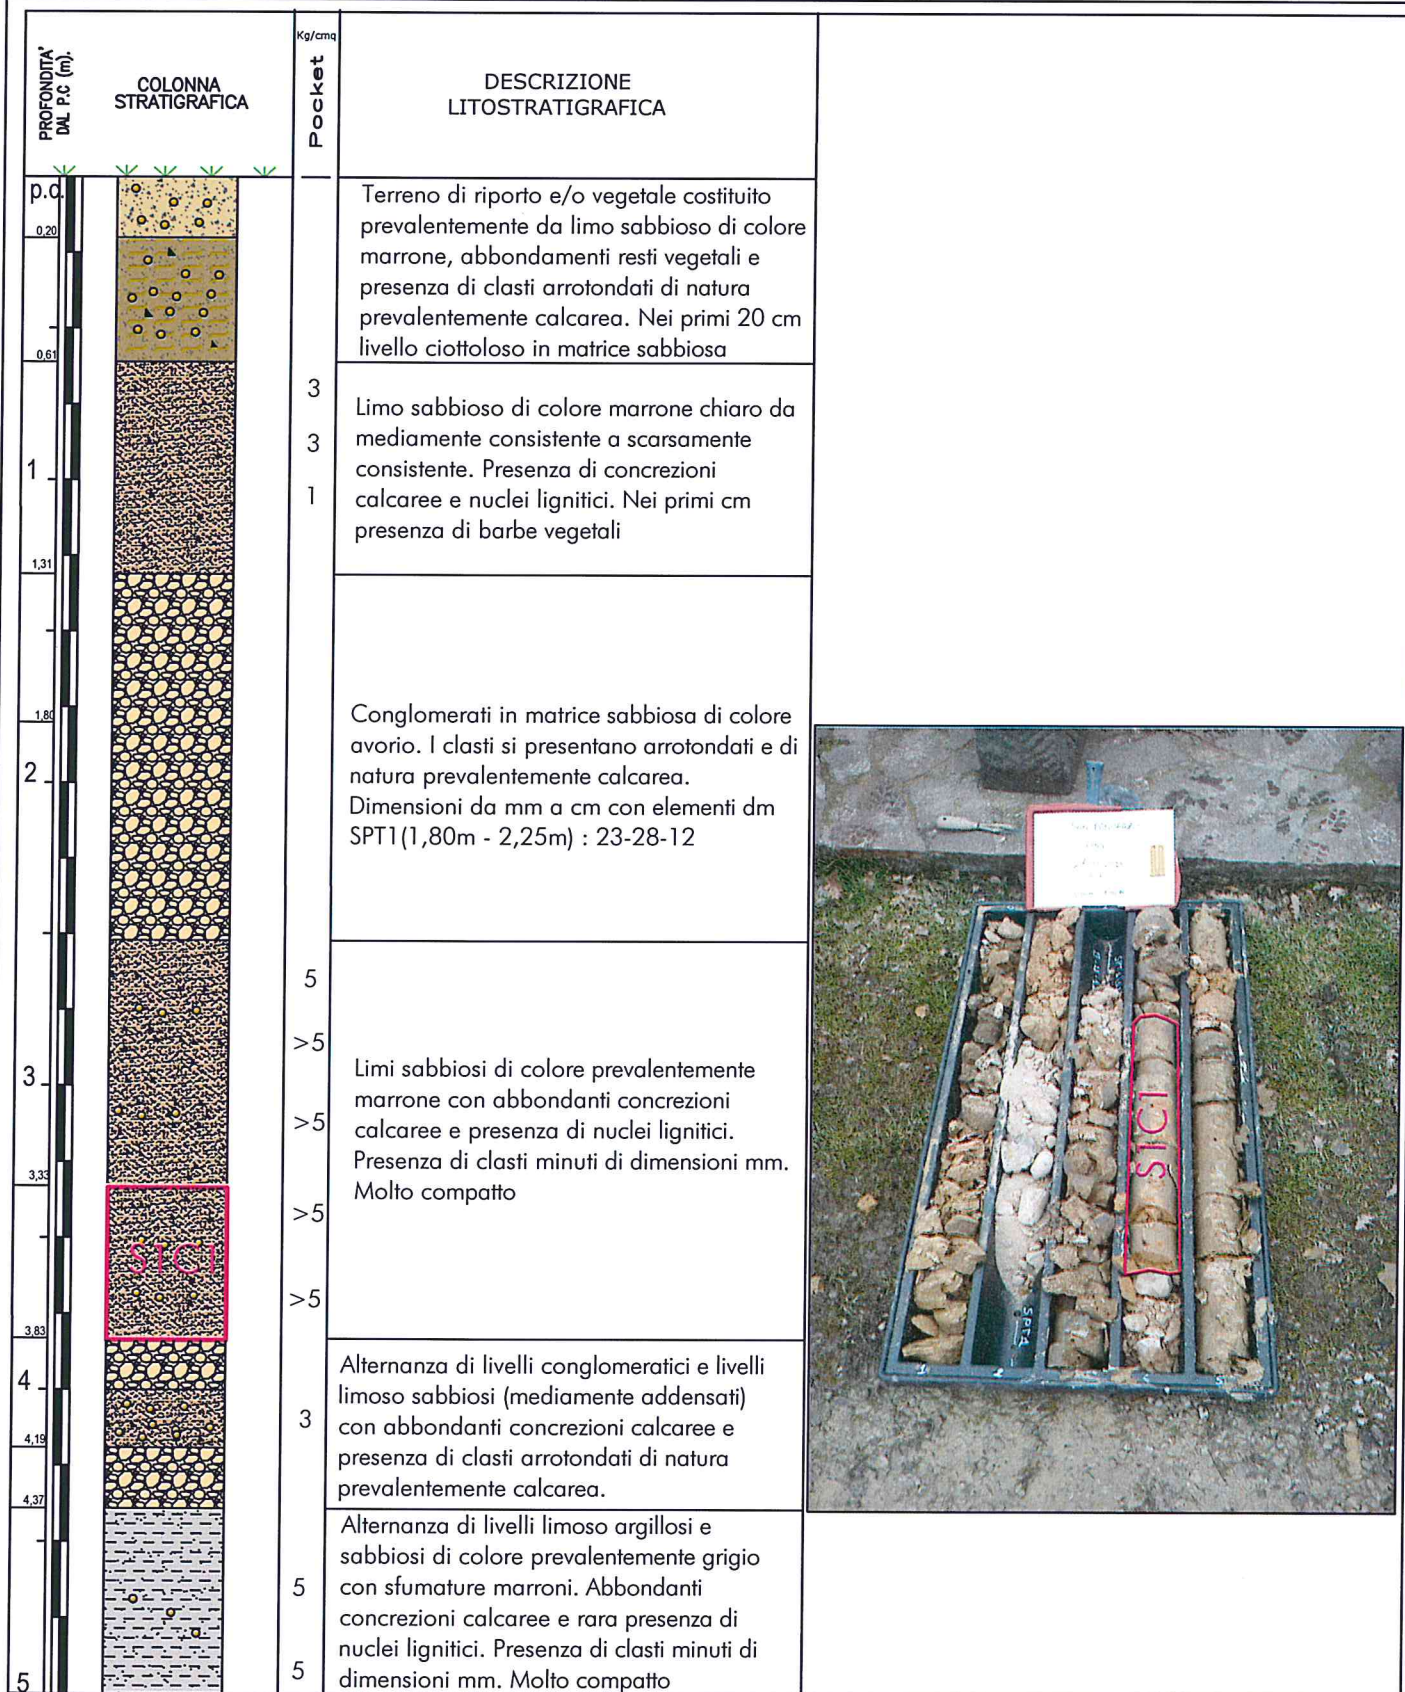 PROFONDITA'
DAL P.C (m).
COLONNA
STRATIGRAFICA
Kg/cmq
Pocket
DESCRIZIONE
LITOSTRATIGRAFICA
p.c.
0,20
0,61
Terreno di riporto e/o vegetale costituito
prevalentemente da limo sabbioso di colore
marrone, abbondamenti resti vegetali e
presenza di clasti arrotondati di natura
prevalentemente calcarea. Nei primi 20 cm
livello ciottoloso in matrice sabbiosa
1
1,31
3
3
1
Limo sabbioso di colore marrone chiaro da
mediamente consistente a scarsamente
consistente. Presenza di concrezioni
calcaree e nuclei lignitici. Nei primi cm
presenza di barbe vegetali
1,80
2
Conglomerati in matrice sabbiosa di colore
avorio. I clasti si presentano arrotondati e di
natura prevalentemente calcarea.
Dimensioni da mm a cm con elementi dm
SPT1(1,80m - 2,25m) : 23-28-12
3
3,33
S1C1
3,83
5
>5
>5
>5
>5
Limi sabbiosi di colore prevalentemente
marrone con abbondanti concrezioni
calcaree e presenza di nuclei lignitici.
Presenza di clasti minuti di dimensioni mm.
Molto compatto
4
4,19
4,37
3
Alternanza di livelli conglomeratici e livelli
limoso sabbiosi (mediamente addensati)
con abbondanti concrezioni calcaree e
presenza di clasti arrotondati di natura
prevalentemente calcarea.
5
5
5
Alternanza di livelli limoso argillosi e
sabbiosi di colore prevalentemente grigio
con sfumature marroni. Abbondanti
concrezioni calcaree e rara presenza di
nuclei lignitici. Presenza di clasti minuti di
dimensioni mm. Molto compatto
S1C1